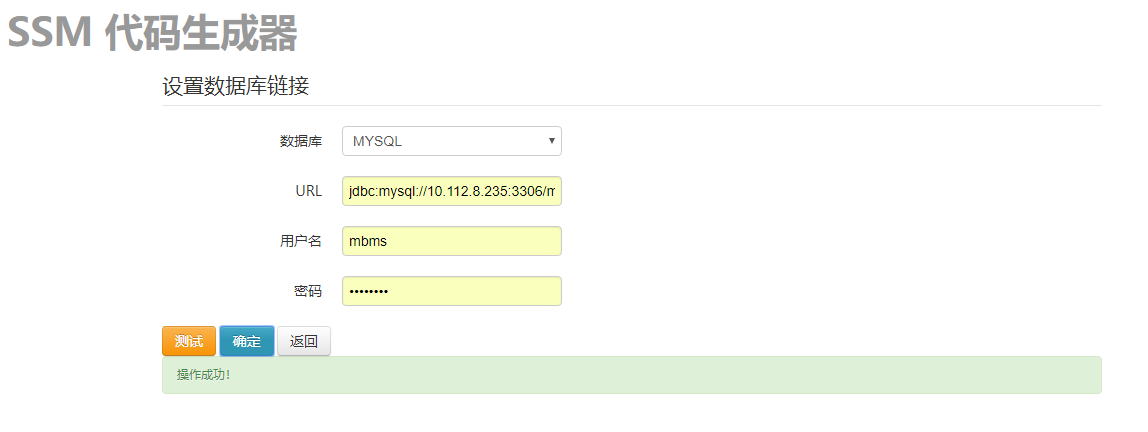 SSM 代码生成器
设置数据库链接
数据库 MYSQL
URL jdbc:mysql://10.112.8.235:3306/m
用户名 mbms
密码 ••••••••
测试 确定 返回
操作成功!